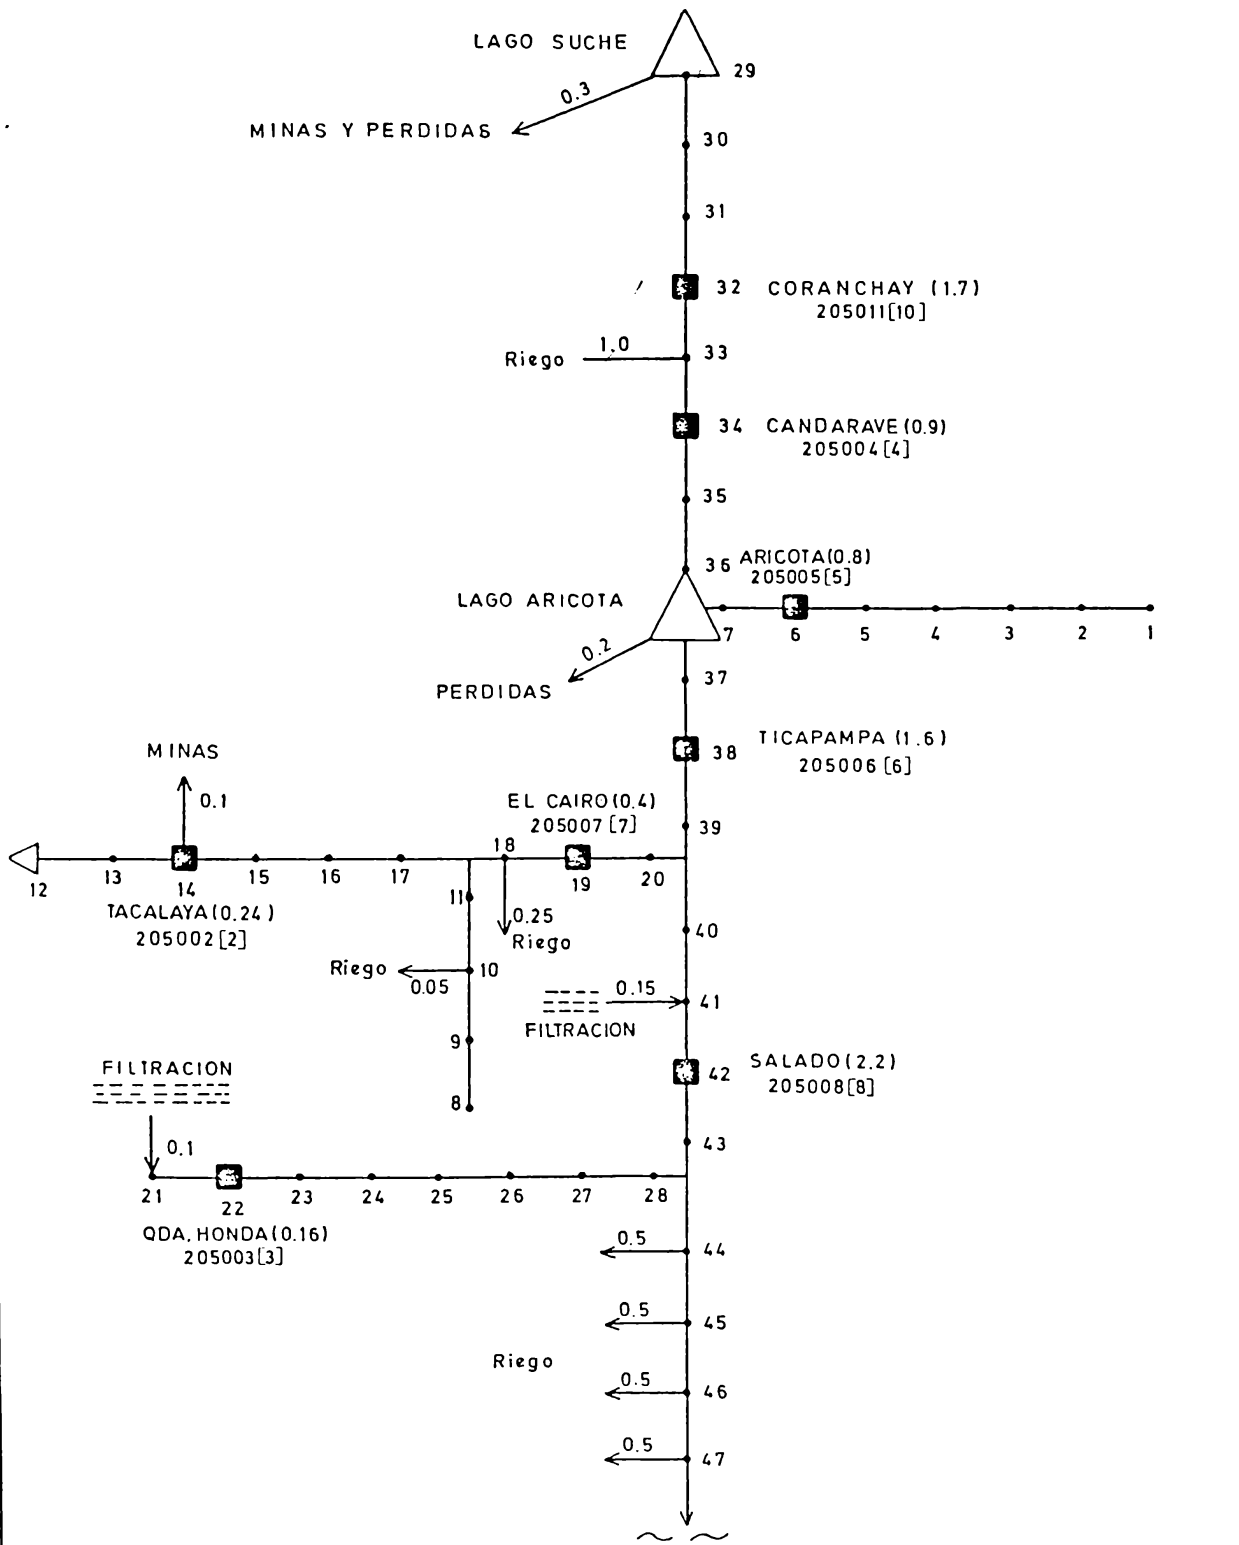 LAGO SUCHE
29
0.3
MINAS Y PERDIDAS
30
31
32 CORANCHAY (1.7)
205011[10]
1.0
Riego
33
34 CANDARAVE (0.9)
205004[4]
35
36 ARICOTA(0.8)
205005[5]
LAGO ARICOTA
7 6 5 4 3 2 1
0.2
PERDIDAS
37
38 TICAPAMPA (1.6)
205006[6]
MINAS
0.1
EL CAIRO(0.4)
205007[7]
39
18
12 13 14 15 16 17 19 20
TACALAYA(0.24)
205002[2]
11
0.25
Riego
40
Riego
0.05
10
0.15
41
FILTRACION
9
FILTRACION
42 SALADO(2.2)
205008[8]
8
43
0.1
21 22 23 24 25 26 27 28
QDA. HONDA(0.16)
205003[3]
0.5
44
0.5
45
Riego
0.5
46
0.5
47